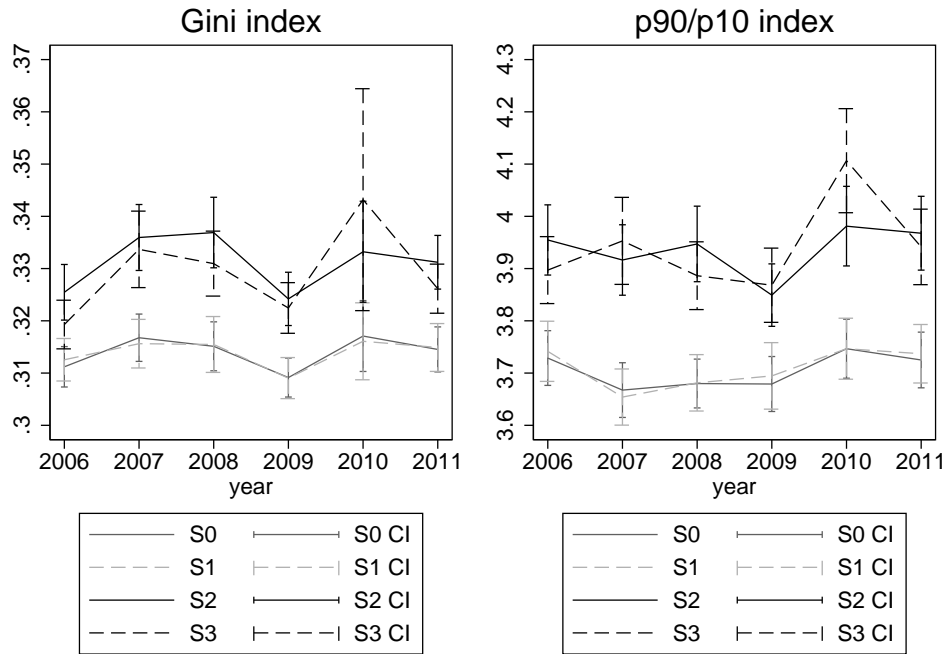 Gini index
.37
.36
.35
.34
.33
.32
.31
.3
2006 2007 2008 2009 2010 2011
year
S0 S0 CI
S1 S1 CI
S2 S2 CI
S3 S3 CI
p90/p10 index
4.3
4.2
4.1
4
3.9
3.8
3.7
3.6
2006 2007 2008 2009 2010 2011
year
S0 S0 CI
S1 S1 CI
S2 S2 CI
S3 S3 CI